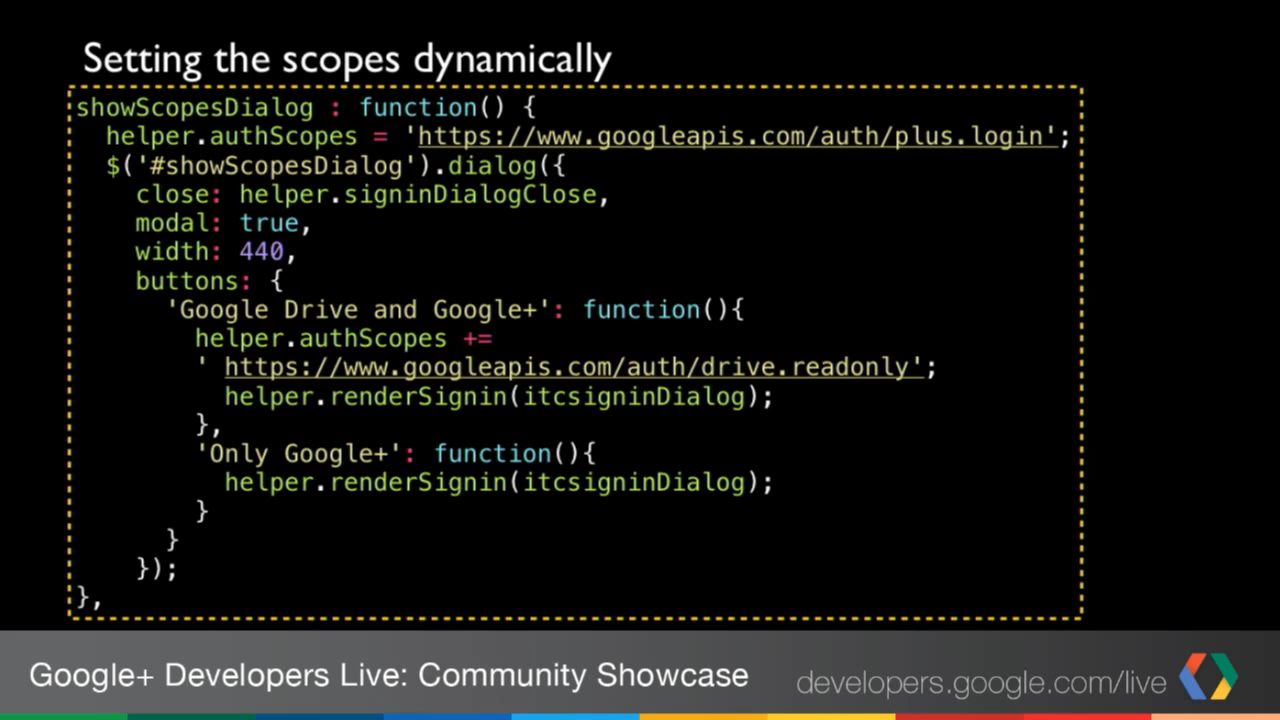 Setting the scopes dynamically
showScopesDialog : function() {
helper.authScopes = 'https://www.googleapis.com/auth/plus.login';
$('#showScopesDialog').dialog({
close: helper.signinDialogClose,
modal: true,
width: 440,
buttons: {
'Google Drive and Google+': function(){
helper.authScopes +=
' https://www.googleapis.com/auth/drive.readonly';
helper.renderSignin(itcsigninDialog);
},
'Only Google+': function(){
helper.renderSignin(itcsigninDialog);
}
}
});
},
Google+ Developers Live: Community Showcase
developers.google.com/live